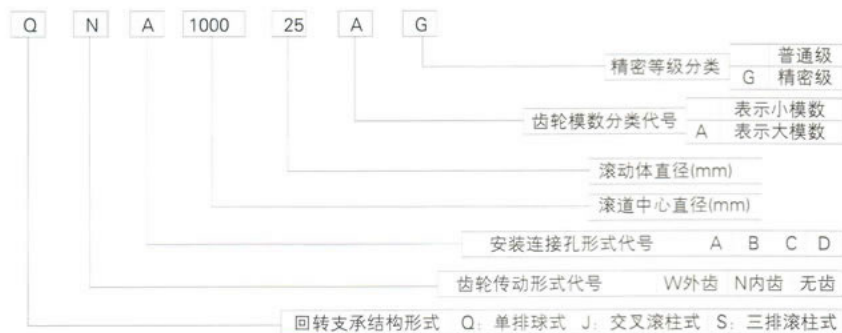 Q N A 1000 25 A G
普通级
精密等级分类 G 精密级
表示小模数
齿轮模数分类代号 A 表示大模数
滚动体直径(mm)
滚道中心直径(mm)
安装连接孔形式代号 A B C D
齿轮传动形式代号 W外齿 N内齿 无齿
回转支承结构形式 Q: 单排球式 J: 交叉滚柱式 S: 三排滚柱式